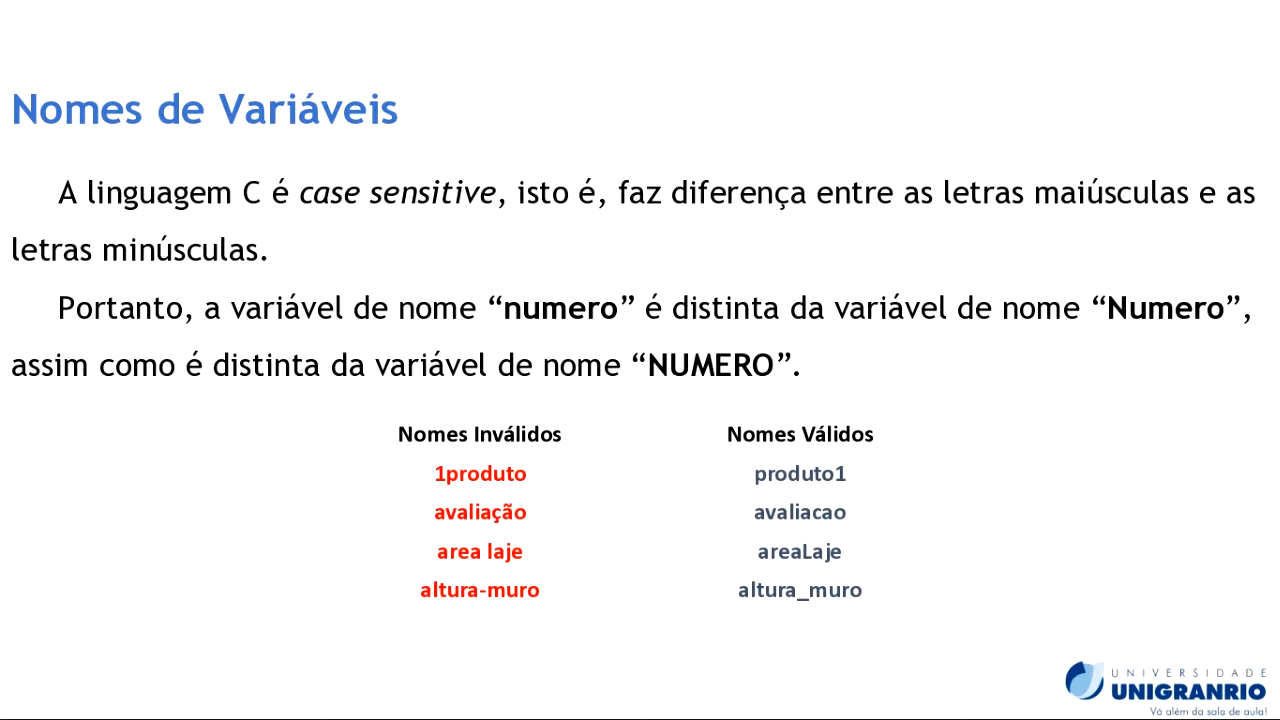 Nomes de Variáveis
A linguagem C é case sensitive, isto é, faz diferença entre as letras maiúsculas e as
letras minúsculas.
Portanto, a variável de nome “numero” é distinta da variável de nome “Numero”,
assim como é distinta da variável de nome “NUMERO”.
Nomes Inválidos Nomes Válidos
1produto produto1
avaliação avaliacao
area laje areaLaje
altura-muro altura_muro
UNIVERSIDADE
UNIGRANRIO
Vá além da sala de aula!